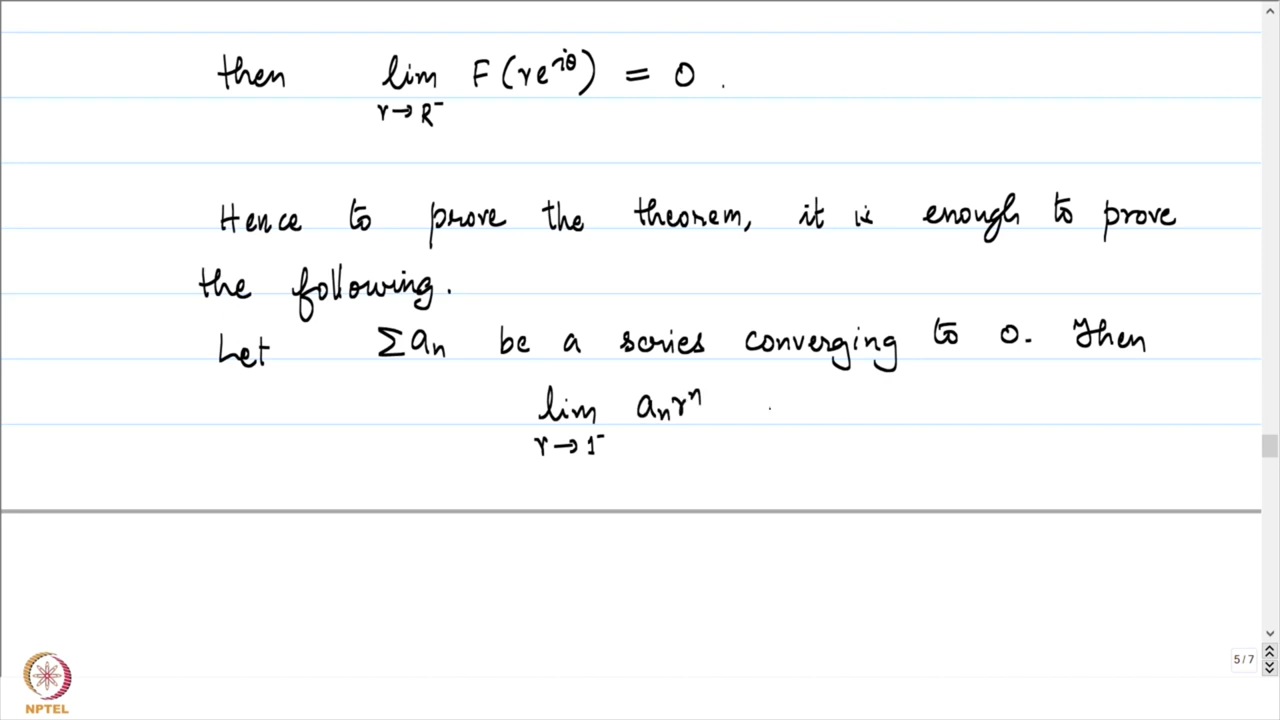 then lim F(re^{iθ}) = 0.
r→R⁻
Hence to prove the theorem, it is enough to prove
the following.
Let Σaₙ be a series converging to 0. Then
lim aₙrⁿ
r→1⁻
5 / 7
NPTEL